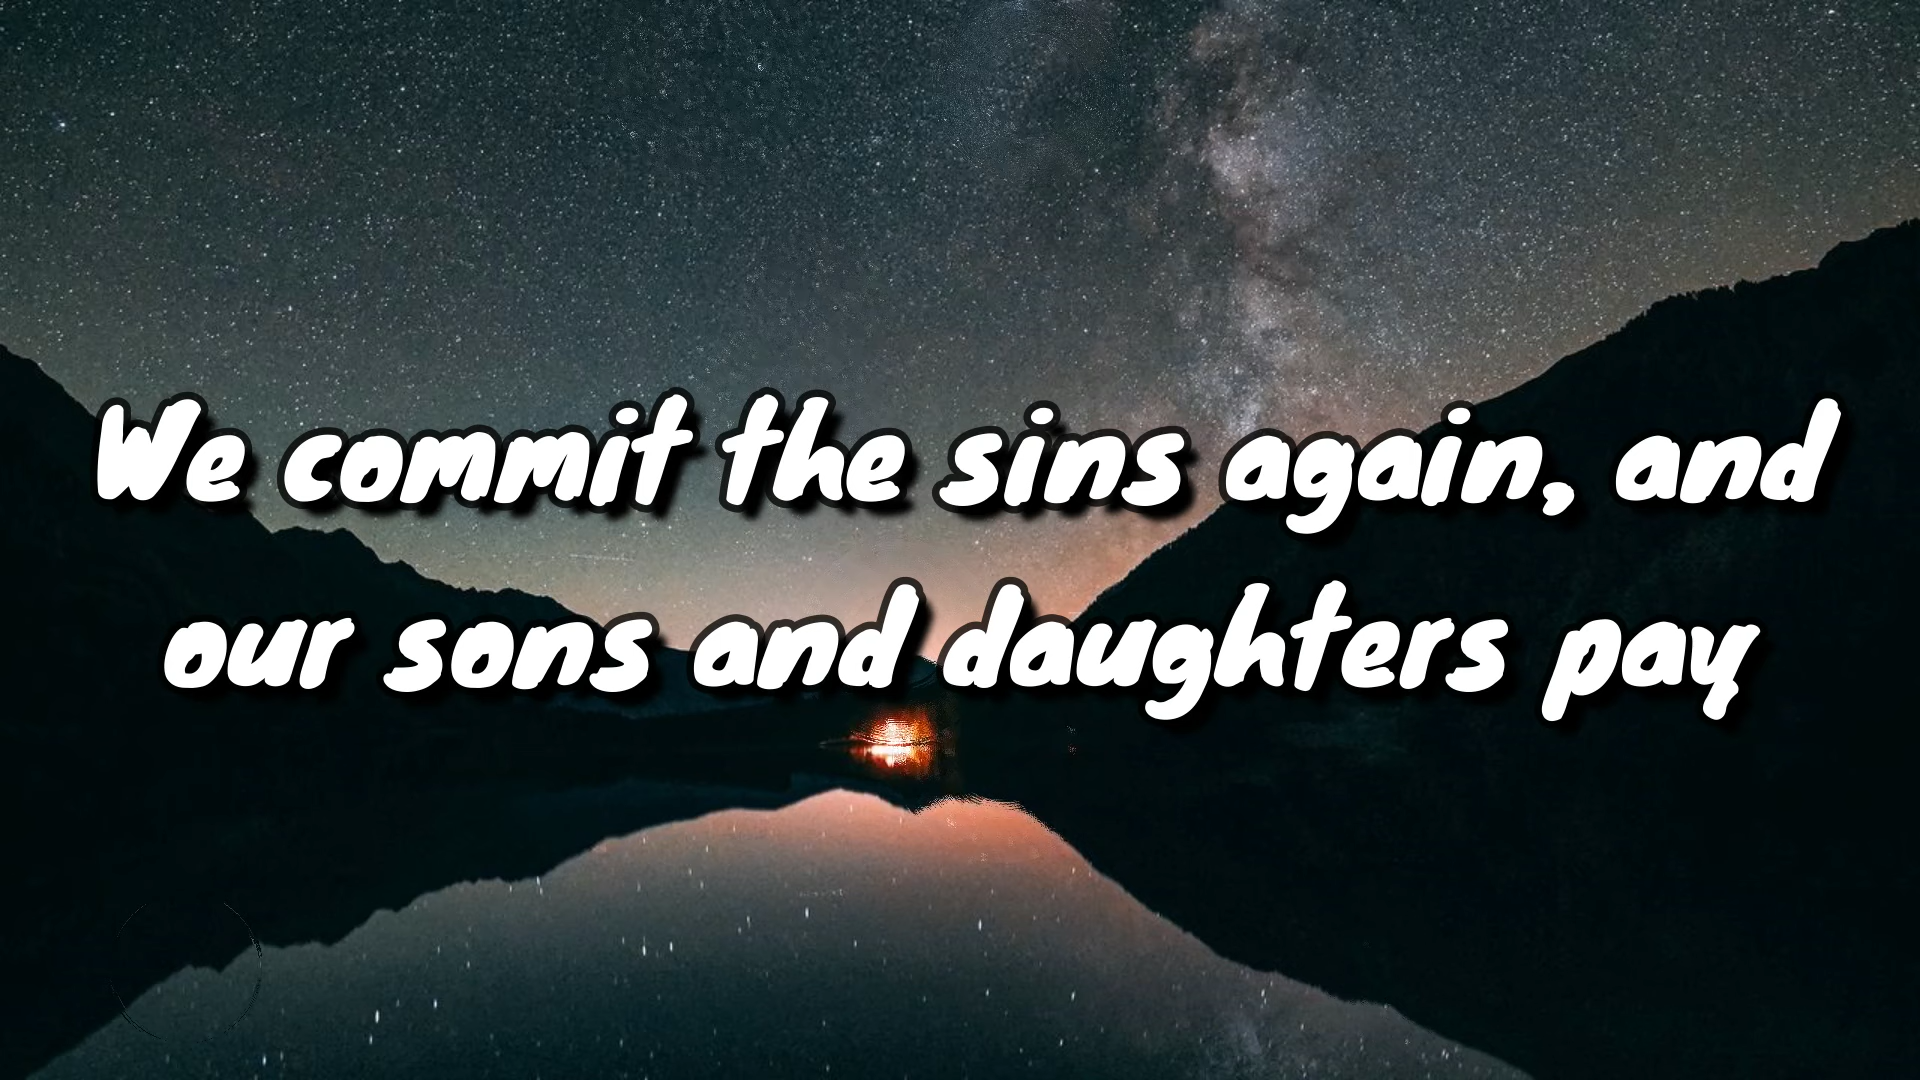 We commit the sins again, and
our sons and daughters pay